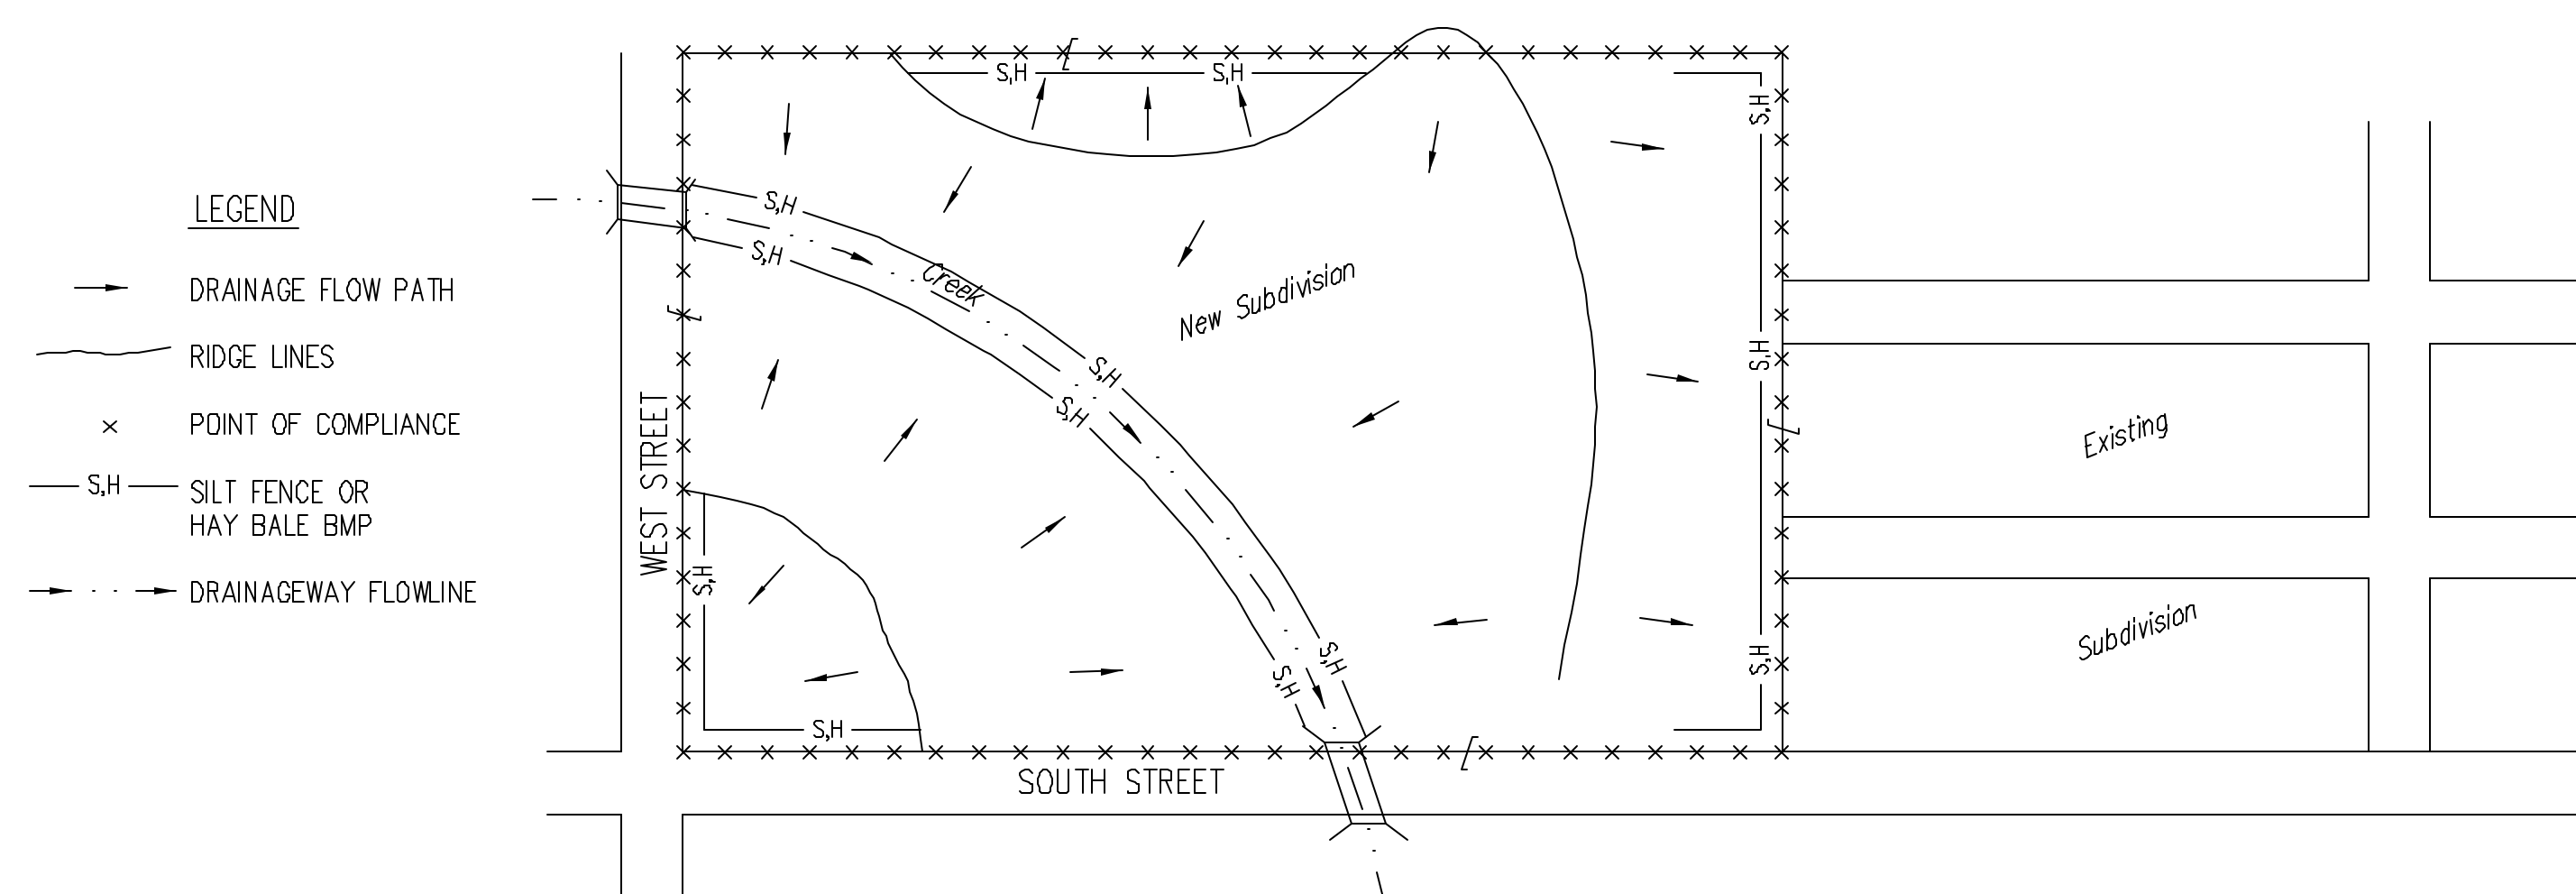 LEGEND
DRAINAGE FLOW PATH
RIDGE LINES
POINT OF COMPLIANCE
S,H
SILT FENCE OR
HAY BALE BMP
DRAINAGEWAY FLOWLINE
S,H
S,H
S,H
S,H
S,H
Creek
New Subdivision
S,H
S,H
S,H
WEST STREET
S,H
S,H
S,H
S,H
S,H
SOUTH STREET
Existing
Subdivision